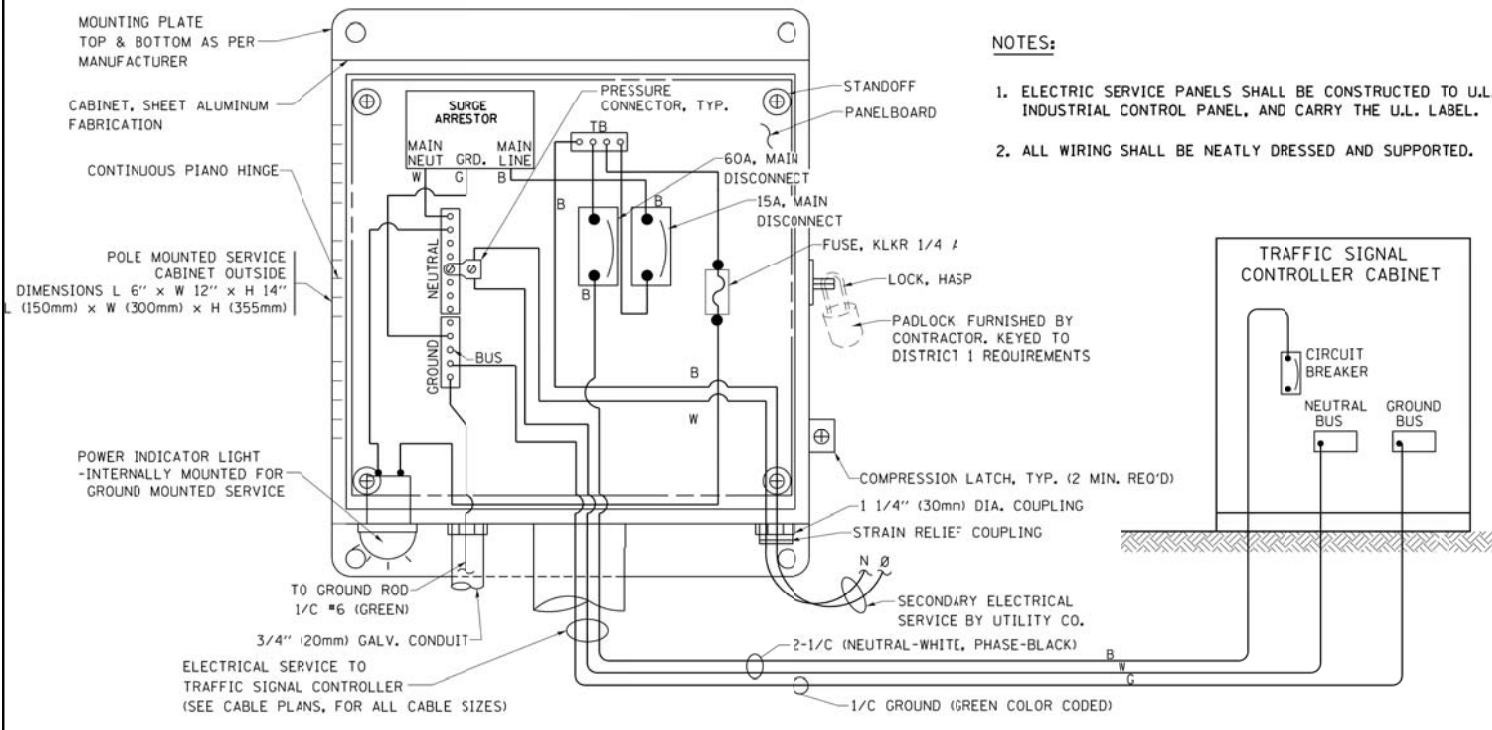 MOUNTING PLATE
TOP & BOTTOM AS PER
MANUFACTURER
CABINET, SHEET ALUMINUM
FABRICATION
CONTINUOUS PIANO HINGE
POLE MOUNTED SERVICE
CABINET OUTSIDE
DIMENSIONS L 6" x W 12" x H 14"
L (150mm) x W (300mm) x H (355mm)
POWER INDICATOR LIGHT
-INTERNALLY MOUNTED FOR
GROUND MOUNTED SERVICE
SURGE
ARRESTOR
MAIN
NEUT
GRD.
MAIN
LINE
W
G
B
PRESSURE
CONNECTOR, TYP.
TB
NEUTRAL
GROUND
BUS
B
B
B
B
W
STANDOFF
PANELBOARD
60A, MAIN
DISCONNECT
15A, MAIN
DISCONNECT
FUSE, KLKR 1/4 A
LOCK, HASP
PADLOCK FURNISHED BY
CONTRACTOR. KEYED TO
DISTRICT 1 REQUIREMENTS
COMPRESSION LATCH, TYP. (2 MIN. REQ'D)
1 1/4" (30mm) DIA. COUPLING
STRAIN RELIEF COUPLING
N Ø
SECONDARY ELECTRICAL
SERVICE BY UTILITY CO.
TO GROUND ROD
1/C #6 (GREEN)
3/4" (20mm) GALV. CONDUIT
ELECTRICAL SERVICE TO
TRAFFIC SIGNAL CONTROLLER
(SEE CABLE PLANS, FOR ALL CABLE SIZES)
2-1/C (NEUTRAL-WHITE, PHASE-BLACK)
1/C GROUND (GREEN COLOR CODED)
B
W
G
NOTES:
1. ELECTRIC SERVICE PANELS SHALL BE CONSTRUCTED TO U.L.
INDUSTRIAL CONTROL PANEL, AND CARRY THE U.L. LABEL.
2. ALL WIRING SHALL BE NEATLY DRESSED AND SUPPORTED.
TRAFFIC SIGNAL
CONTROLLER CABINET
CIRCUIT
BREAKER
NEUTRAL
BUS
GROUND
BUS